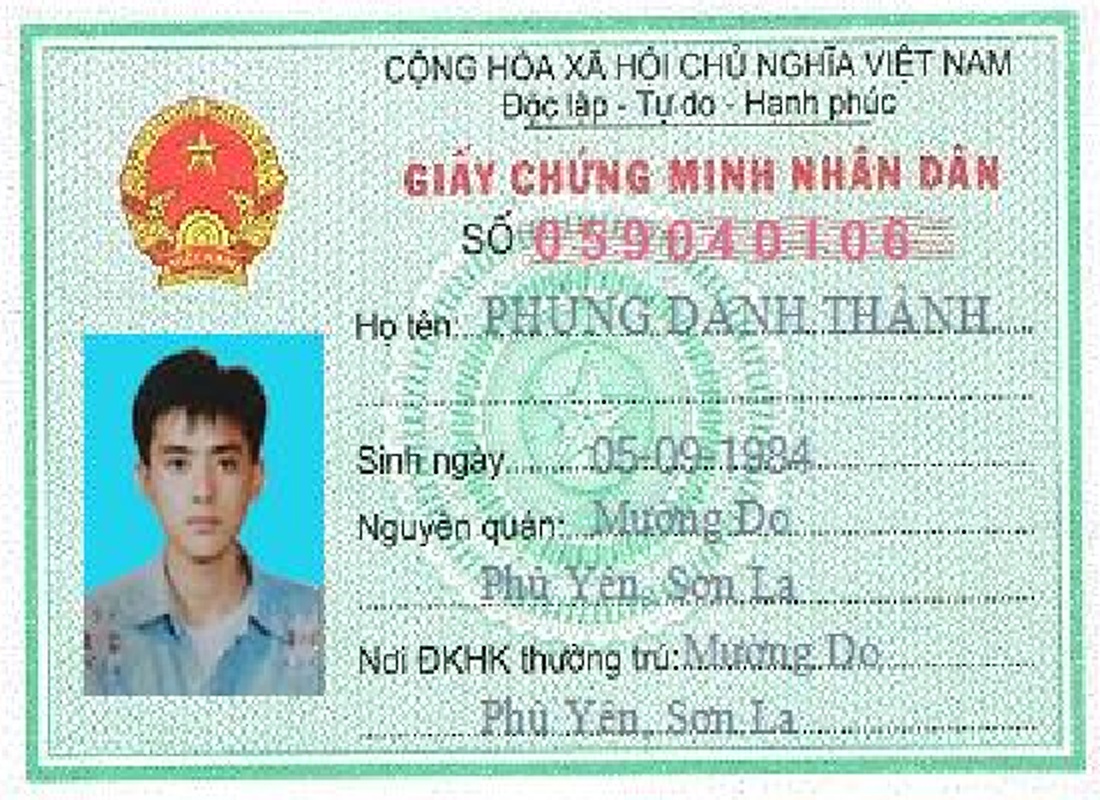 CỘNG HÒA XÃ HỘI CHỦ NGHĨA VIỆT NAM
Độc lập - Tự do - Hạnh phúc
GIẤY CHỨNG MINH NHÂN DÂN
SỐ 059040106
Họ tên: PHÙNG DANH THÀNH
Sinh ngày 05-09-1984
Nguyên quán: Mường Do
Phù Yên, Sơn La
Nơi ĐKHK thường trú: Mường Do
Phù Yên, Sơn La